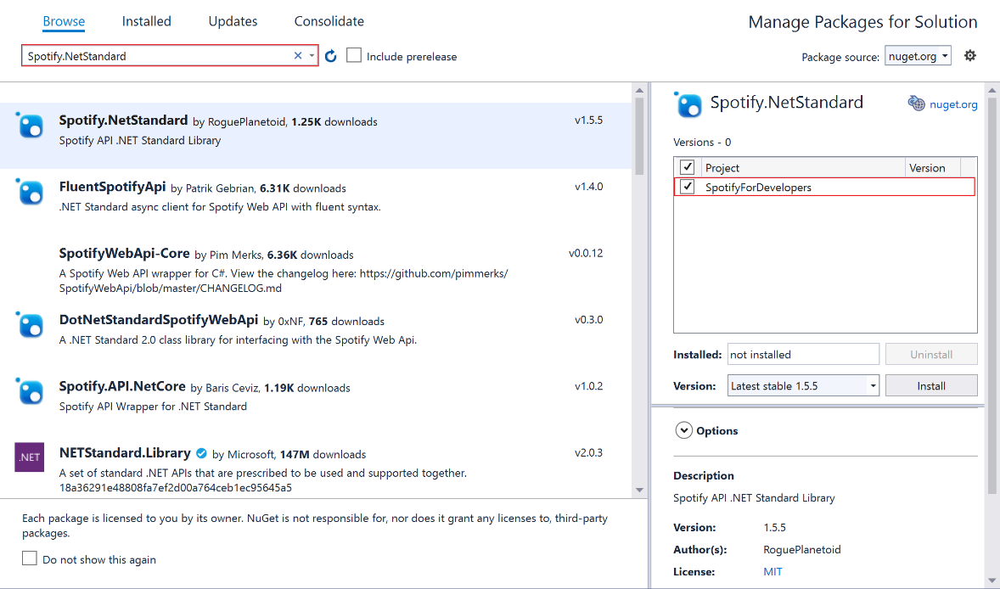 Browse Installed Updates Consolidate
Manage Packages for Solution
Spotify.NetStandard
Include prerelease
Package source: nuget.org
Spotify.NetStandard by RoguePlanetoid, 1.25K downloads v1.5.5
Spotify API .NET Standard Library
FluentSpotifyApi by Patrik Gebrian, 6.31K downloads v1.4.0
.NET Standard async client for Spotify Web API with fluent syntax.
SpotifyWebApi-Core by Pim Merks, 6.36K downloads v0.0.12
A Spotify Web API wrapper for C#. View the changelog here: https://github.com/pimmerks/
SpotifyWebApi/blob/master/CHANGELOG.md
DotNetStandardSpotifyWebApi by 0xNF, 765 downloads v0.3.0
A .NET Standard 2.0 class library for interfacing with the Spotify Web Api.
Spotify.API.NetCore by Baris Ceviz, 1.19K downloads v1.0.2
Spotify API Wrapper for .NET Standard
.NET
NETStandard.Library by Microsoft, 147M downloads v2.0.3
A set of standard .NET APIs that are prescribed to be used and supported together.
18a36291e48808fa7ef2d00a764ceb1ec95645a5
Each package is licensed to you by its owner. NuGet is not responsible for, nor does it grant any licenses to, third-party
packages.
Do not show this again
Spotify.NetStandard
nuget.org
Versions - 0
Project Version
SpotifyForDevelopers
Installed: not installed Uninstall
Version: Latest stable 1.5.5 Install
Options
Description
Spotify API .NET Standard Library
Version: 1.5.5
Author(s): RoguePlanetoid
License: MIT